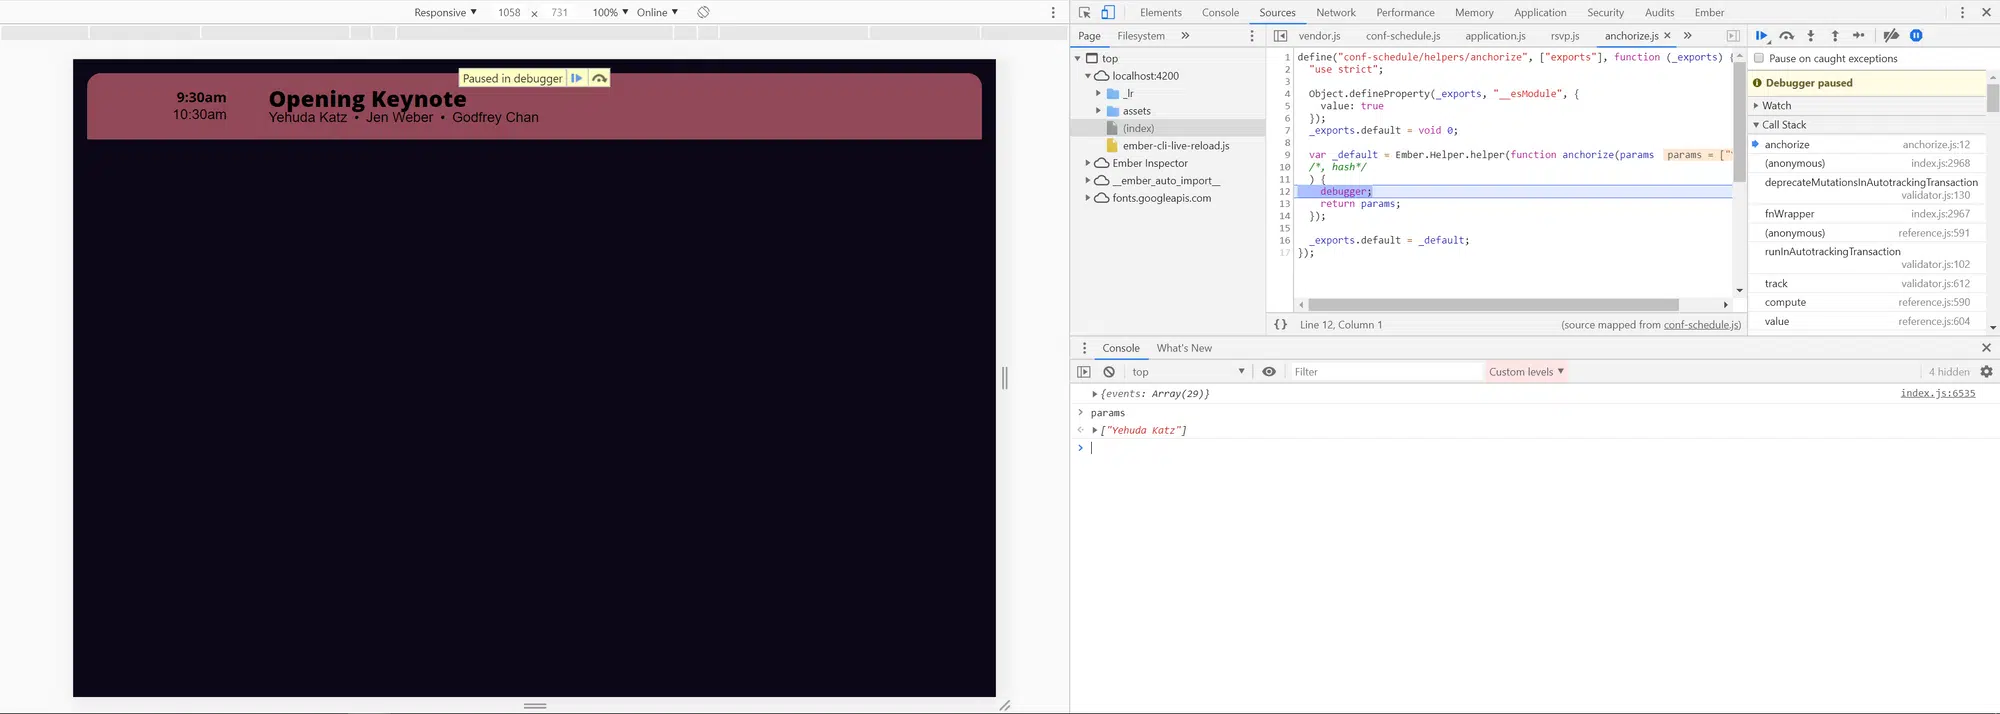 Responsive ▼ 1058 × 731 100% ▼ Online ▼
Paused in debugger
9:30am
10:30am
Opening Keynote
Yehuda Katz • Jen Weber • Godfrey Chan
Elements Console Sources Network Performance Memory Application Security Audits Ember
Page Filesystem »
top
localhost:4200
_lr
assets
(index)
ember-cli-live-reload.js
Ember Inspector
__ember_auto_import__
fonts.googleapis.com
vendor.js conf-schedule.js application.js rsvp.js anchorize.js × »
1 define("conf-schedule/helpers/anchorize", ["exports"], function (_exports) {
2 "use strict";
3
4 Object.defineProperty(_exports, "__esModule", {
5 value: true
6 });
7 _exports.default = void 0;
8
9 var _default = Ember.Helper.helper(function anchorize(params params = ["
10 /*, hash*/
11 ) {
12 debugger;
13 return params;
14 });
15
16 _exports.default = _default;
17 });
{} Line 12, Column 1 (source mapped from conf-schedule.js)
Pause on caught exceptions
Debugger paused
Watch
Call Stack
anchorize anchorize.js:12
(anonymous) index.js:2968
deprecateMutationsInAutotrackingTransaction
validator.js:130
fnWrapper index.js:2967
(anonymous) reference.js:591
runInAutotrackingTransaction
validator.js:102
track validator.js:612
compute reference.js:590
value reference.js:604
Console What's New
top ▼ Filter Custom levels ▼ 4 hidden
{events: Array(29)} index.js:6535
> params
["Yehuda Katz"]
>